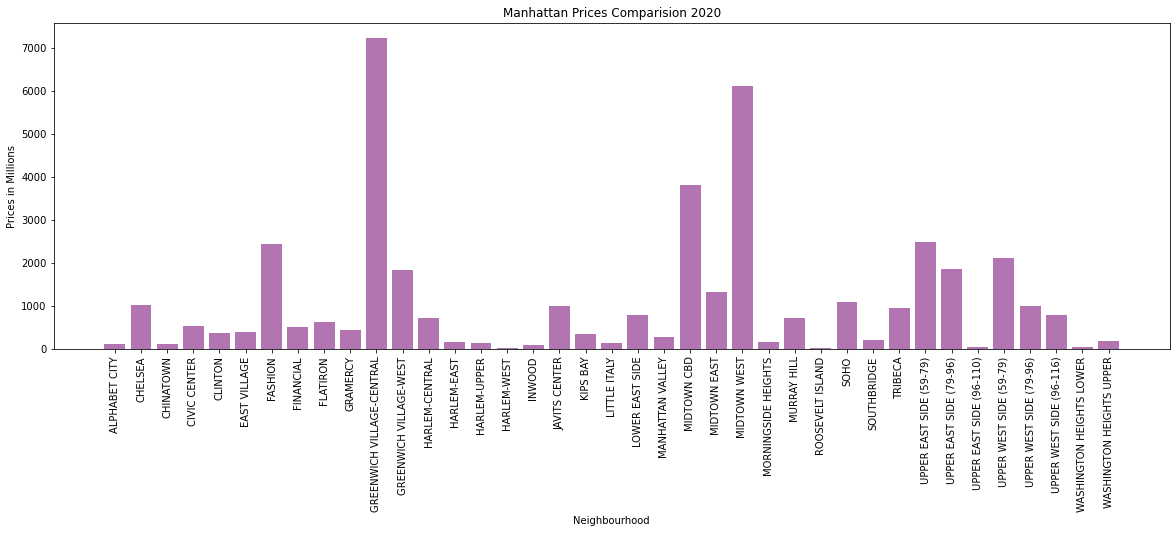 Manhattan Prices Comparision 2020
Prices in Millions
7000
6000
5000
4000
3000
2000
1000
0
ALPHABET CITY
CHELSEA
CHINATOWN
CIVIC CENTER
CLINTON
EAST VILLAGE
FASHION
FINANCIAL
FLATIRON
GRAMERCY
GREENWICH VILLAGE-CENTRAL
GREENWICH VILLAGE-WEST
HARLEM-CENTRAL
HARLEM-EAST
HARLEM-UPPER
HARLEM-WEST
INWOOD
JAVITS CENTER
KIPS BAY
LITTLE ITALY
LOWER EAST SIDE
MANHATTAN VALLEY
MIDTOWN CBD
MIDTOWN EAST
MIDTOWN WEST
MORNINGSIDE HEIGHTS
MURRAY HILL
ROOSEVELT ISLAND
SOHO
SOUTHBRIDGE
TRIBECA
UPPER EAST SIDE (59-79)
UPPER EAST SIDE (79-96)
UPPER EAST SIDE (96-110)
UPPER WEST SIDE (59-79)
UPPER WEST SIDE (79-96)
UPPER WEST SIDE (96-116)
WASHINGTON HEIGHTS LOWER
WASHINGTON HEIGHTS UPPER
Neighbourhood